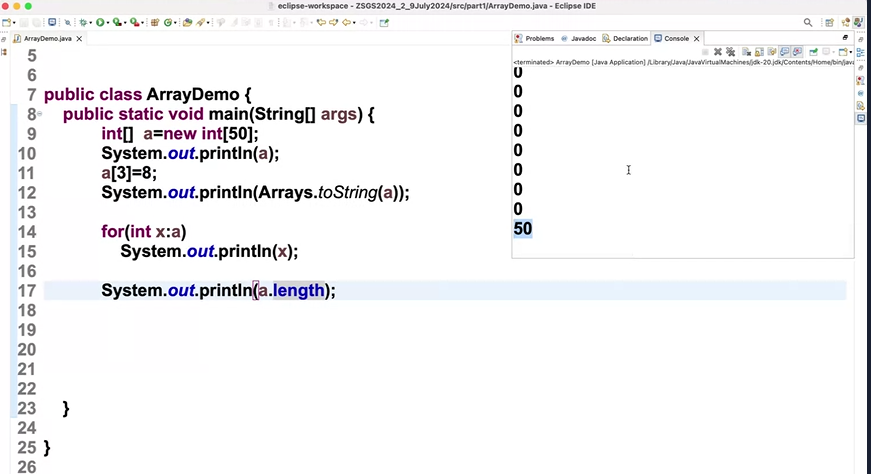 eclipse-workspace - ZSGS2024_2_9July2024/src/part1/ArrayDemo.java - Eclipse IDE
ArrayDemo.java
Problems Javadoc Declaration Console
<terminated> ArrayDemo [Java Application] /Library/Java/JavaVirtualMachines/jdk-20.jdk/Contents/Home/bin/java
5
6
7 public class ArrayDemo {
8 public static void main(String[] args) {
9 int[] a=new int[50];
10 System.out.println(a);
11 a[3]=8;
12 System.out.println(Arrays.toString(a));
13
14 for(int x:a)
15 System.out.println(x);
16
17 System.out.println(a.length);
18
19
20
21
22
23 }
24
25 }
26
0
0
0
0
0
0
0
0
50